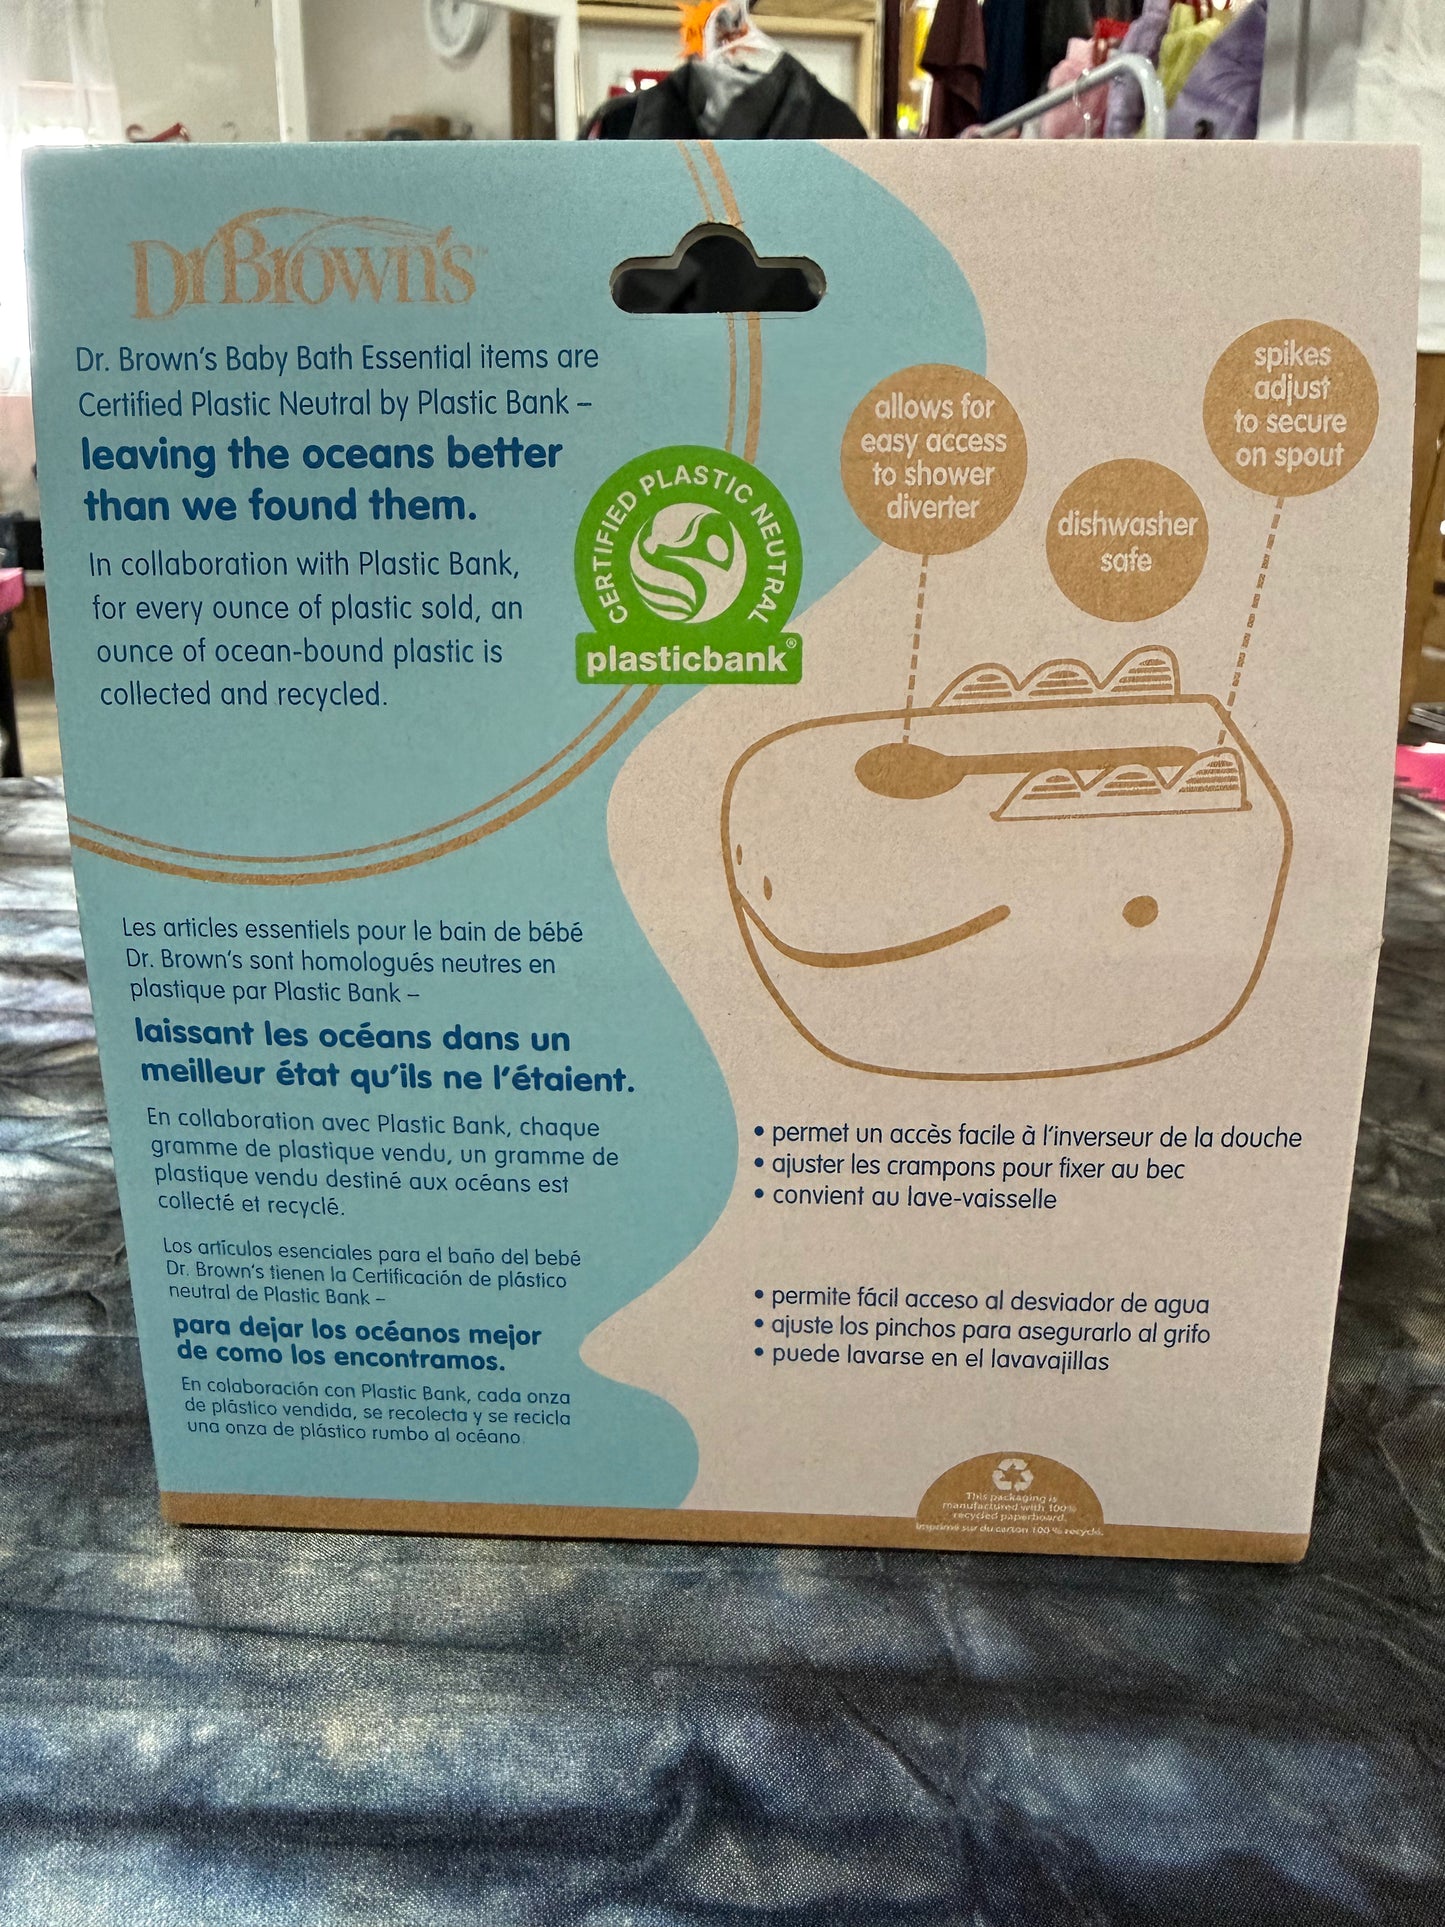 Dr Brown's™
Dr. Brown's Baby Bath Essential items are
Certified Plastic Neutral by Plastic Bank –
leaving the oceans better
than we found them.
In collaboration with Plastic Bank,
for every ounce of plastic sold, an
ounce of ocean-bound plastic is
collected and recycled.
CERTIFIED PLASTIC NEUTRAL
plasticbank®
allows for
easy access
to shower
diverter
dishwasher
safe
spikes
adjust
to secure
on spout
Les articles essentiels pour le bain de bébé
Dr. Brown's sont homologués neutres en
plastique par Plastic Bank –
laissant les océans dans un
meilleur état qu'ils ne l'étaient.
En collaboration avec Plastic Bank, chaque
gramme de plastique vendu, un gramme de
plastique vendu destiné aux océans est
collecté et recyclé.
Los artículos esenciales para el baño del bebé
Dr. Brown's tienen la Certificación de plástico
neutral de Plastic Bank –
para dejar los océanos mejor
de como los encontramos.
En colaboración con Plastic Bank, cada onza
de plástico vendida, se recolecta y se recicla
una onza de plástico rumbo al océano.
• permet un accès facile à l'inverseur de la douche
• ajuster les crampons pour fixer au bec
• convient au lave-vaisselle
• permite fácil acceso al desviador de agua
• ajuste los pinchos para asegurarlo al grifo
• puede lavarse en el lavavajillas
This packaging is
manufactured with 100%
recycled paperboard.
Imprimé sur du carton 100 % recyclé.